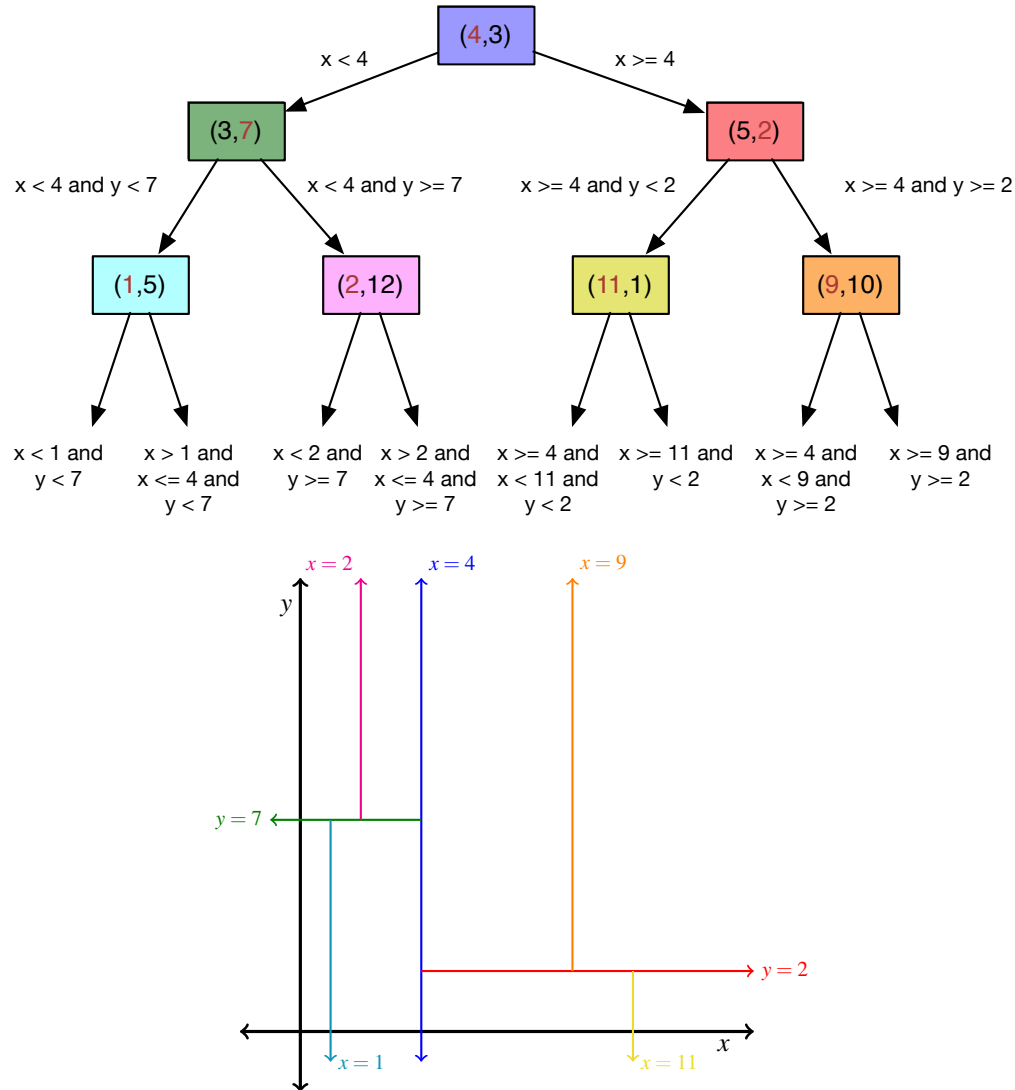 (4,3)
x < 4
x >= 4
(3,7)
(5,2)
x < 4 and y < 7
x < 4 and y >= 7
x >= 4 and y < 2
x >= 4 and y >= 2
(1,5)
(2,12)
(11,1)
(9,10)
x < 1 and
y < 7
x > 1 and
x <= 4 and
y < 7
x < 2 and
y >= 7
x > 2 and
x <= 4 and
y >= 7
x >= 4 and
x < 11 and
y < 2
x >= 11 and
y < 2
x >= 4 and
x < 9 and
y >= 2
x >= 9 and
y >= 2
x = 2
x = 4
x = 9
y
y = 7
y = 2
x
x = 1
x = 11